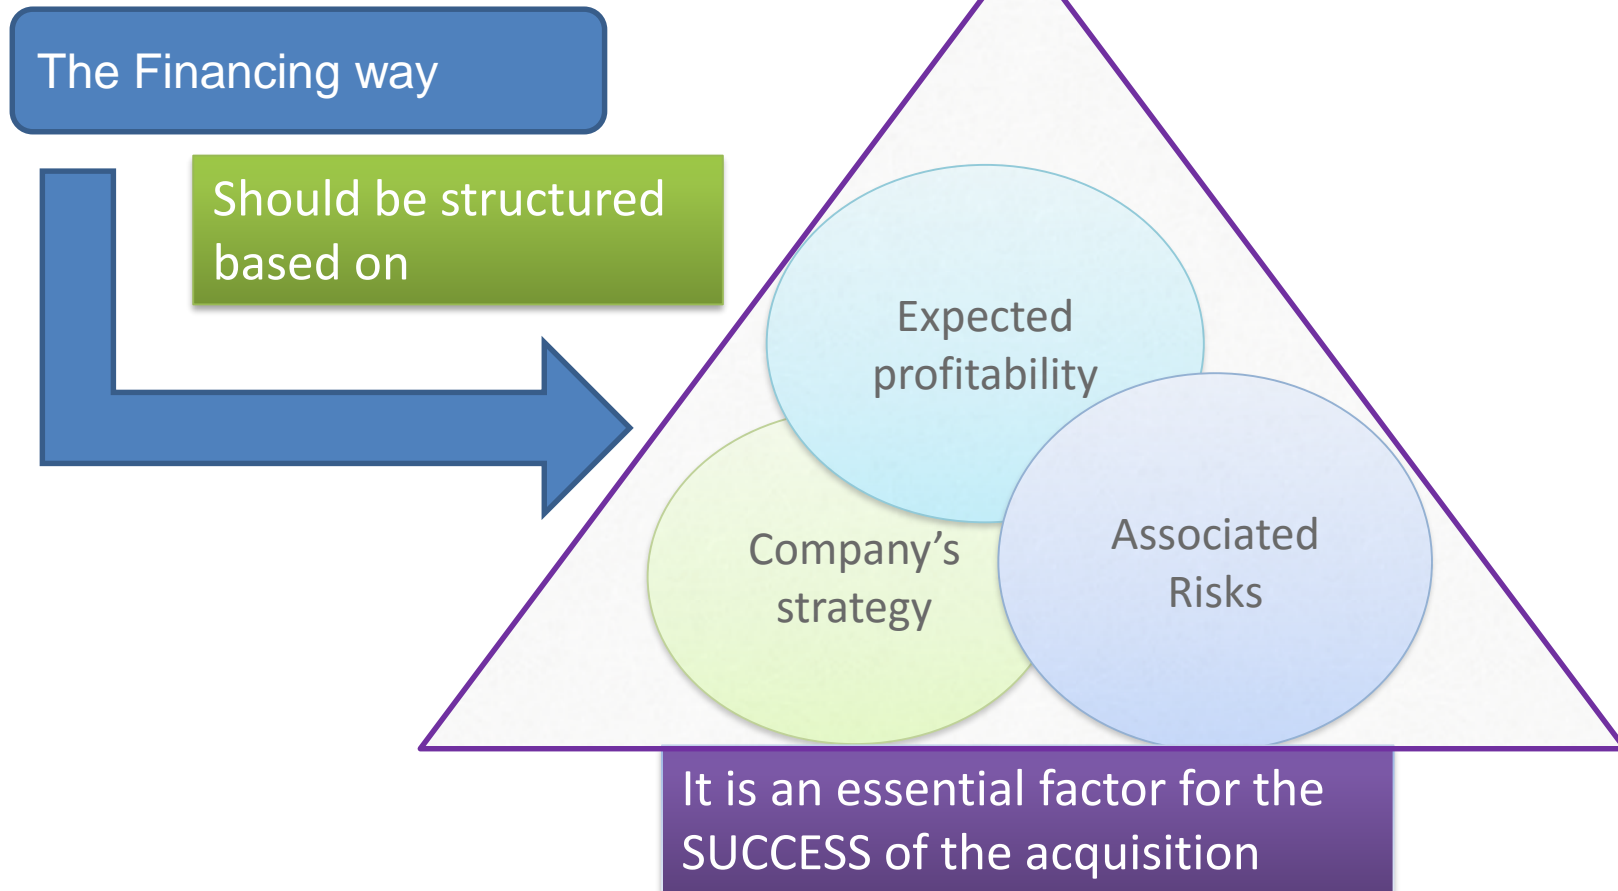 The Financing way
Should be structured
based on
Expected
profitability
Company’s
strategy
Associated
Risks
It is an essential factor for the
SUCCESS of the acquisition